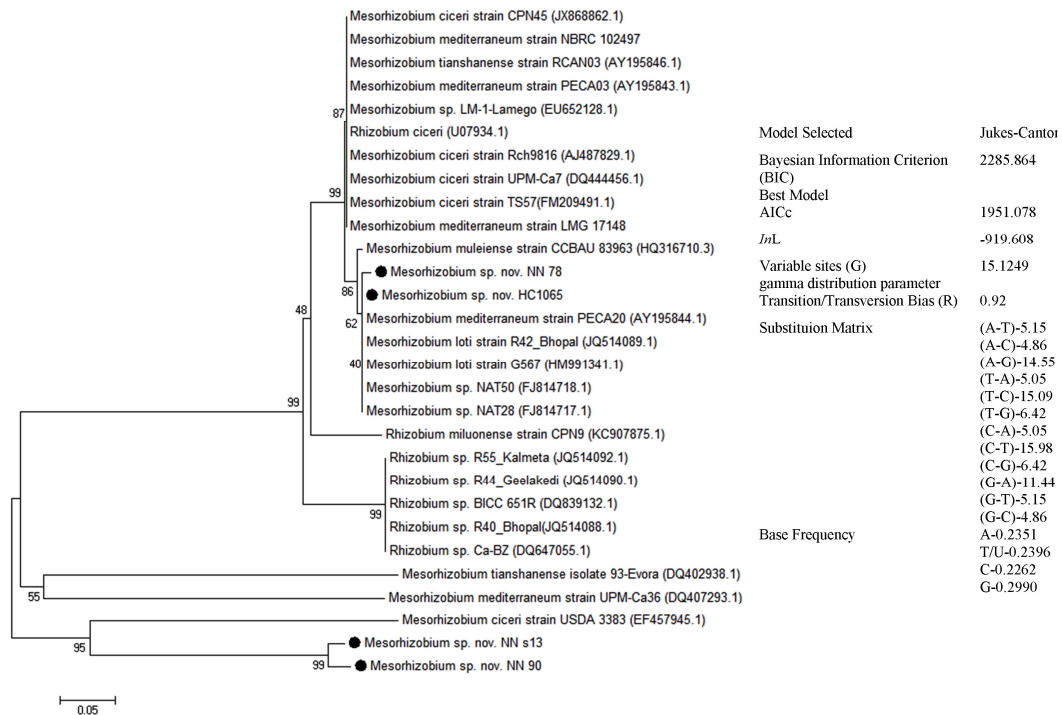 Mesorhizobium ciceri strain CPN45 (JX868862.1)
Mesorhizobium mediterraneum strain NBRC 102497
Mesorhizobium tianshanense strain RCAN03 (AY195846.1)
Mesorhizobium mediterraneum strain PECA03 (AY195843.1)
Mesorhizobium sp. LM-1-Lamego (EU652128.1)
Rhizobium ciceri (U07934.1)
Mesorhizobium ciceri strain Rch9816 (AJ487829.1)
Mesorhizobium ciceri strain UPM-Ca7 (DQ444456.1)
Mesorhizobium ciceri strain TS57(FM209491.1)
Mesorhizobium mediterraneum strain LMG 17148
Mesorhizobium muleiense strain CCBAU 83963 (HQ316710.3)
Mesorhizobium sp. nov. NN 78
Mesorhizobium sp. nov. HC1065
Mesorhizobium mediterraneum strain PECA20 (AY195844.1)
Mesorhizobium loti strain R42_Bhopal (JQ514089.1)
Mesorhizobium loti strain G567 (HM991341.1)
Mesorhizobium sp. NAT50 (FJ814718.1)
Mesorhizobium sp. NAT28 (FJ814717.1)
Rhizobium miluonense strain CPN9 (KC907875.1)
Rhizobium sp. R55_Kalmeta (JQ514092.1)
Rhizobium sp. R44_Geelakedi (JQ514090.1)
Rhizobium sp. BICC 651R (DQ839132.1)
Rhizobium sp. R40_Bhopal(JQ514088.1)
Rhizobium sp. Ca-BZ (DQ647055.1)
Mesorhizobium tianshanense isolate 93-Evora (DQ402938.1)
Mesorhizobium mediterraneum strain UPM-Ca36 (DQ407293.1)
Mesorhizobium ciceri strain USDA 3383 (EF457945.1)
Mesorhizobium sp. nov. NN s13
Mesorhizobium sp. nov. NN 90
87
99
86
62
40
48
99
99
55
95
99
0.05
Model Selected Jukes-Cantor
Bayesian Information Criterion 2285.864
(BIC)
Best Model
AICc 1951.078
lnL -919.608
Variable sites (G) 15.1249
gamma distribution parameter
Transition/Transversion Bias (R) 0.92
Substituion Matrix (A-T)-5.15
(A-C)-4.86
(A-G)-14.55
(T-A)-5.05
(T-C)-15.09
(T-G)-6.42
(C-A)-5.05
(C-T)-15.98
(C-G)-6.42
(G-A)-11.44
(G-T)-5.15
(G-C)-4.86
Base Frequency A-0.2351
T/U-0.2396
C-0.2262
G-0.2990